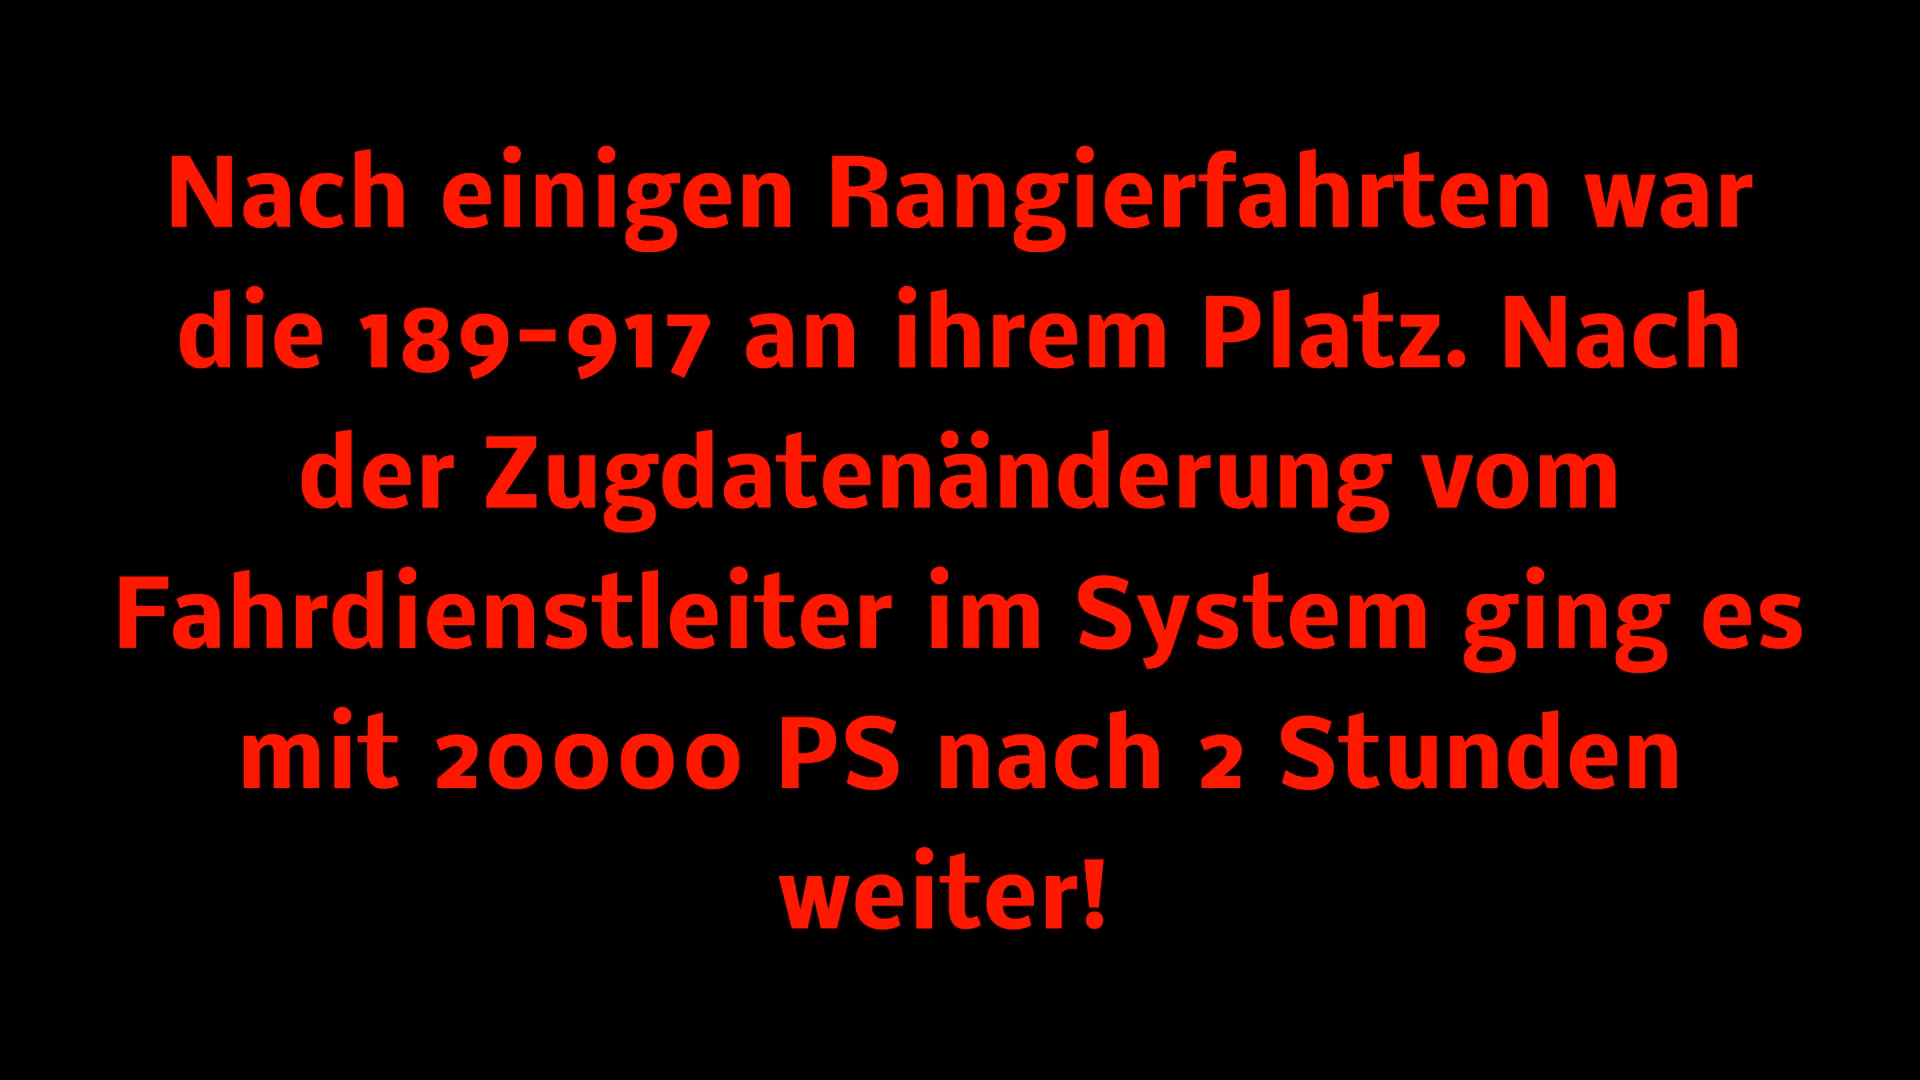 Nach einigen Rangierfahrten war
die 189-917 an ihrem Platz. Nach
der Zugdatenänderung vom
Fahrdienstleiter im System ging es
mit 20000 PS nach 2 Stunden
weiter!